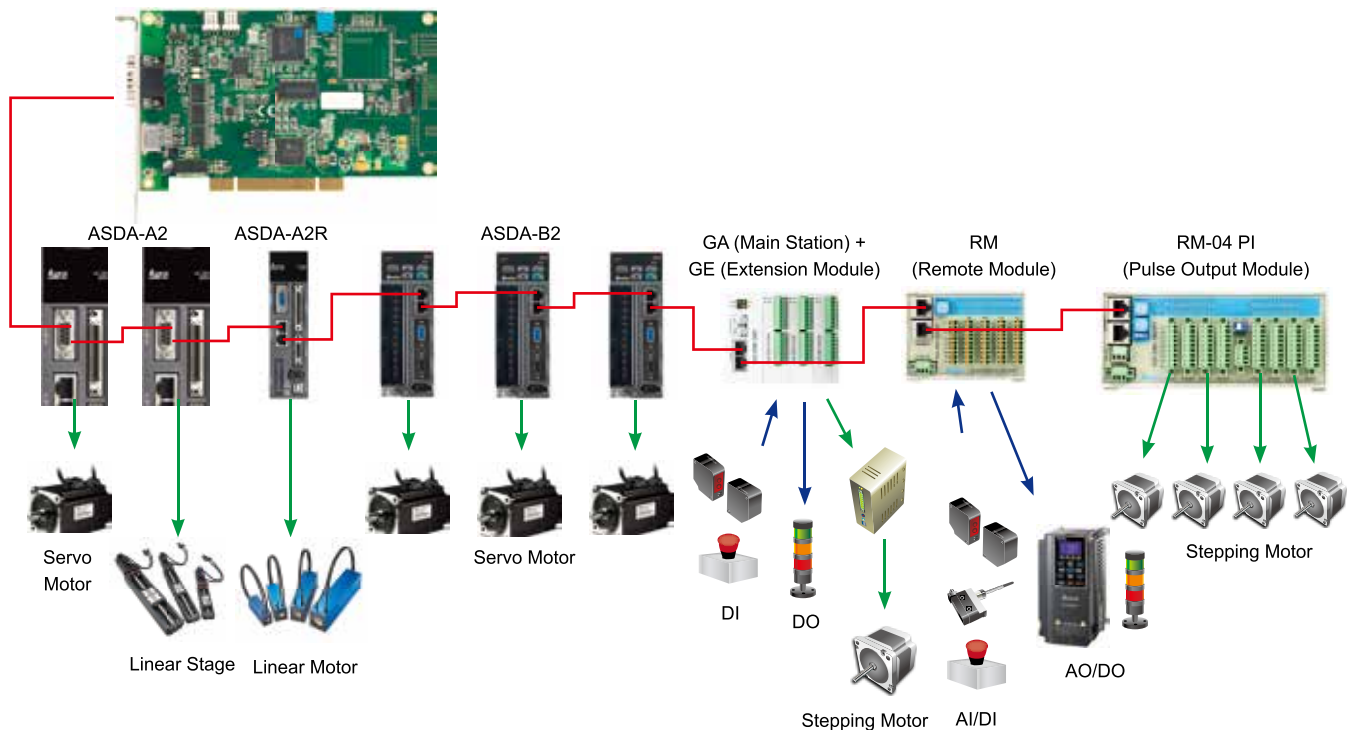 ASDA-A2
ASDA-A2R
ASDA-B2
GA (Main Station) +
GE (Extension Module)
RM
(Remote Module)
RM-04 PI
(Pulse Output Module)
Servo
Motor
Linear Stage
Linear Motor
Servo Motor
DI
DO
Stepping Motor
AI/DI
AO/DO
Stepping Motor